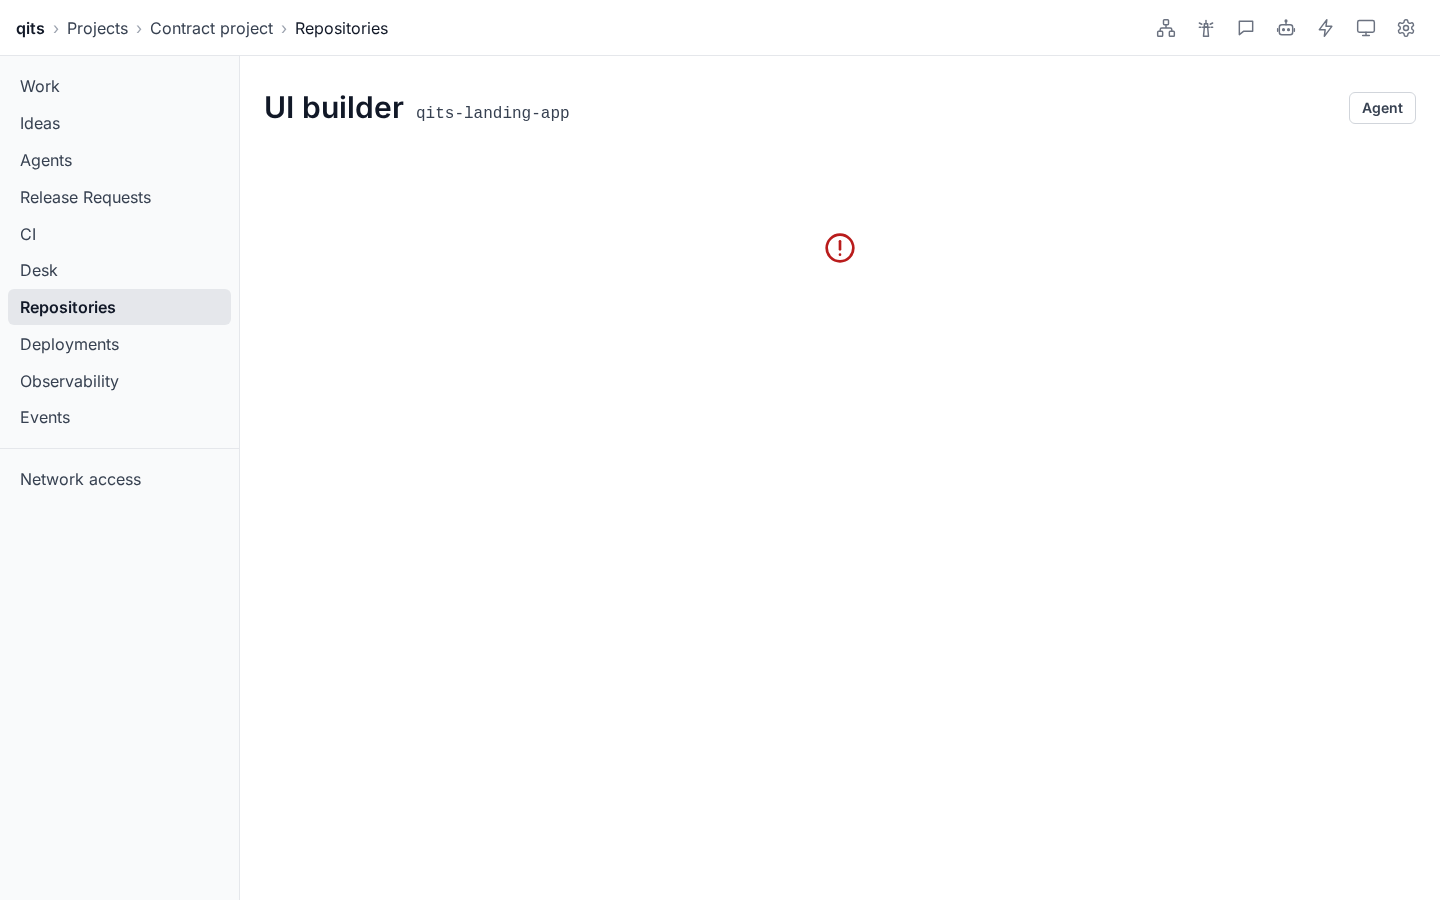 qits › Projects › Contract project › Repositories
Work
Ideas
Agents
Release Requests
CI
Desk
Repositories
Deployments
Observability
Events
Network access
UI builder qits-landing-app
Agent